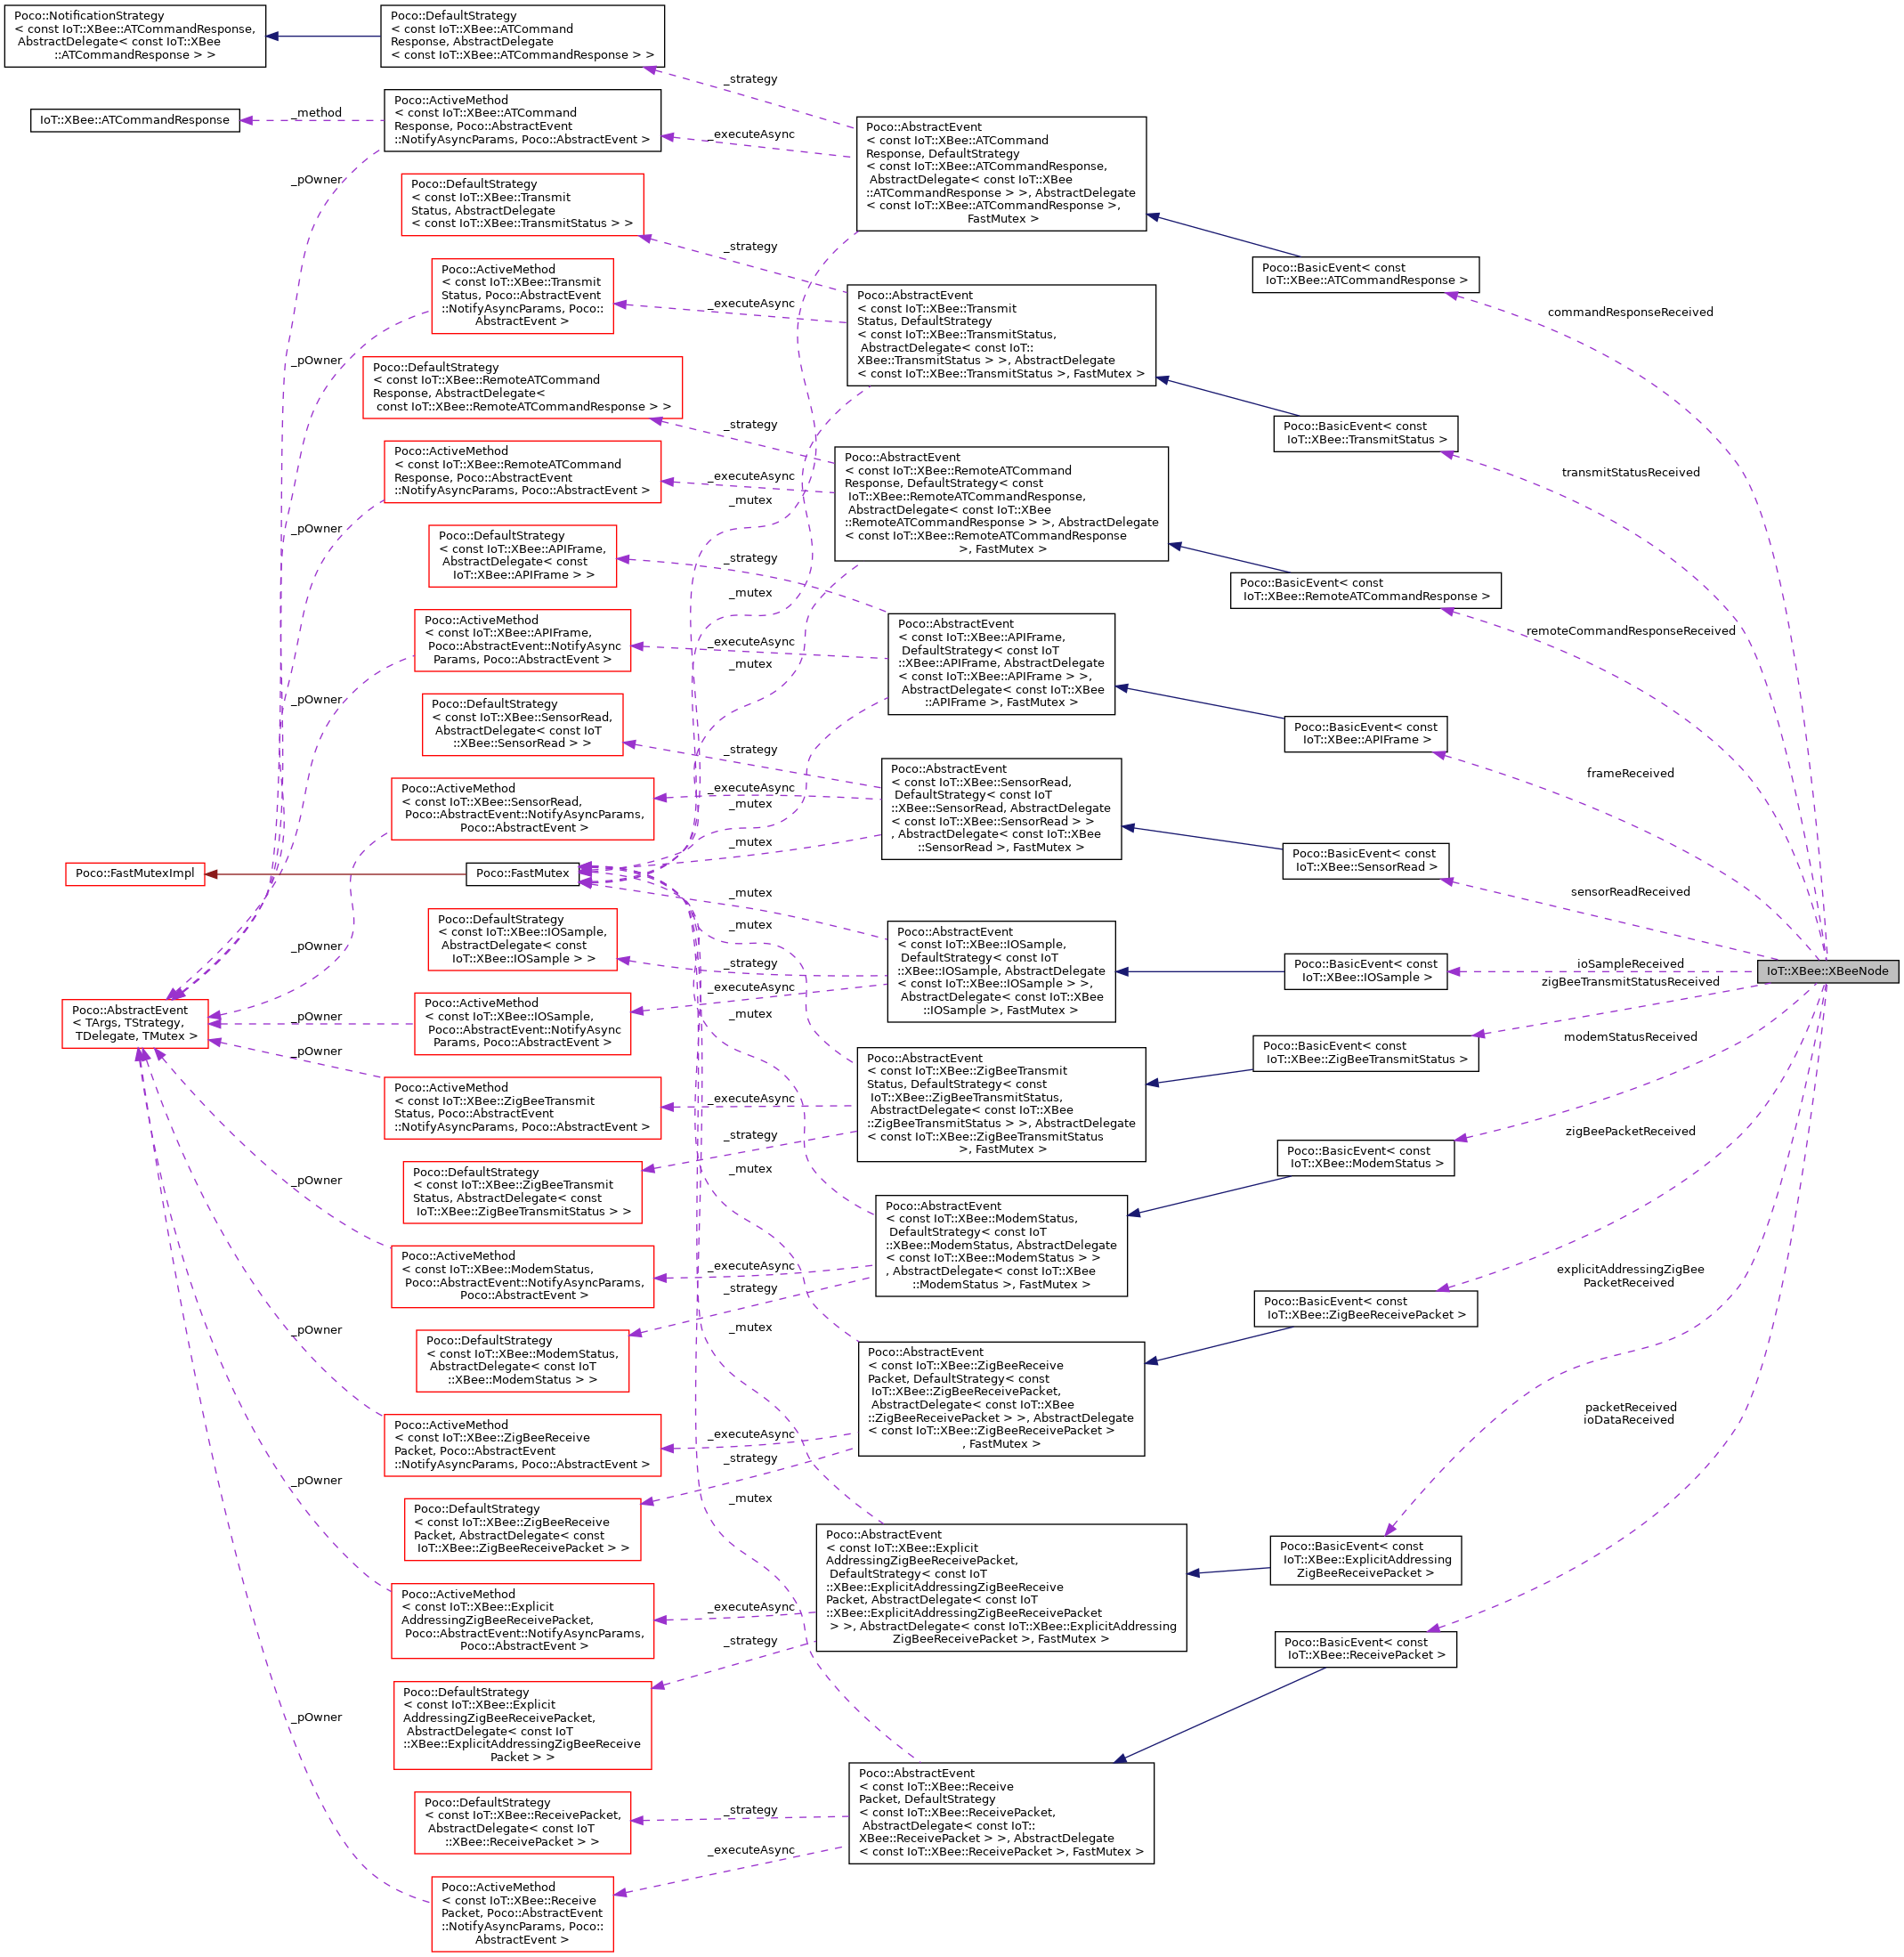 Poco::NotificationStrategy
< const IoT::XBee::ATCommandResponse,
AbstractDelegate< const IoT::XBee
::ATCommandResponse > >
Poco::DefaultStrategy
< const IoT::XBee::ATCommand
Response, AbstractDelegate
< const IoT::XBee::ATCommandResponse > >
IoT::XBee::ATCommandResponse
_method
Poco::ActiveMethod
< const IoT::XBee::ATCommand
Response, Poco::AbstractEvent
::NotifyAsyncParams, Poco::AbstractEvent >
_strategy
_executeAsync
Poco::AbstractEvent
< const IoT::XBee::ATCommand
Response, DefaultStrategy
< const IoT::XBee::ATCommandResponse,
AbstractDelegate< const IoT::XBee
::ATCommandResponse > >, AbstractDelegate
< const IoT::XBee::ATCommandResponse >,
FastMutex >
_pOwner
Poco::DefaultStrategy
< const IoT::XBee::Transmit
Status, AbstractDelegate
< const IoT::XBee::TransmitStatus > >
_strategy
Poco::BasicEvent< const
IoT::XBee::ATCommandResponse >
commandResponseReceived
Poco::ActiveMethod
< const IoT::XBee::Transmit
Status, Poco::AbstractEvent
::NotifyAsyncParams, Poco::
AbstractEvent >
_executeAsync
Poco::AbstractEvent
< const IoT::XBee::Transmit
Status, DefaultStrategy
< const IoT::XBee::TransmitStatus,
AbstractDelegate< const IoT::
XBee::TransmitStatus > >, AbstractDelegate
< const IoT::XBee::TransmitStatus >, FastMutex >
_pOwner
Poco::DefaultStrategy
< const IoT::XBee::RemoteATCommand
Response, AbstractDelegate<
const IoT::XBee::RemoteATCommandResponse > >
_strategy
Poco::BasicEvent< const
IoT::XBee::TransmitStatus >
transmitStatusReceived
Poco::ActiveMethod
< const IoT::XBee::RemoteATCommand
Response, Poco::AbstractEvent
::NotifyAsyncParams, Poco::AbstractEvent >
_executeAsync
_mutex
Poco::AbstractEvent
< const IoT::XBee::RemoteATCommand
Response, DefaultStrategy< const
IoT::XBee::RemoteATCommandResponse,
AbstractDelegate< const IoT::XBee
::RemoteATCommandResponse > >, AbstractDelegate
< const IoT::XBee::RemoteATCommandResponse
>, FastMutex >
_pOwner
Poco::DefaultStrategy
< const IoT::XBee::APIFrame,
AbstractDelegate< const
IoT::XBee::APIFrame > >
_strategy
_mutex
Poco::BasicEvent< const
IoT::XBee::RemoteATCommandResponse >
remoteCommandResponseReceived
Poco::ActiveMethod
< const IoT::XBee::APIFrame,
Poco::AbstractEvent::NotifyAsync
Params, Poco::AbstractEvent >
_executeAsync
_mutex
Poco::AbstractEvent
< const IoT::XBee::APIFrame,
DefaultStrategy< const IoT
::XBee::APIFrame, AbstractDelegate
< const IoT::XBee::APIFrame > >,
AbstractDelegate< const IoT::XBee
::APIFrame >, FastMutex >
_pOwner
Poco::DefaultStrategy
< const IoT::XBee::SensorRead,
AbstractDelegate< const IoT
::XBee::SensorRead > >
_strategy
Poco::BasicEvent< const
IoT::XBee::APIFrame >
frameReceived
Poco::ActiveMethod
< const IoT::XBee::SensorRead,
Poco::AbstractEvent::NotifyAsyncParams,
Poco::AbstractEvent >
_executeAsync
_mutex
_mutex
Poco::AbstractEvent
< const IoT::XBee::SensorRead,
DefaultStrategy< const IoT
::XBee::SensorRead, AbstractDelegate
< const IoT::XBee::SensorRead > >
, AbstractDelegate< const IoT::XBee
::SensorRead >, FastMutex >
Poco::BasicEvent< const
IoT::XBee::SensorRead >
sensorReadReceived
Poco::FastMutexImpl
Poco::FastMutex
_mutex
_mutex
Poco::DefaultStrategy
< const IoT::XBee::IOSample,
AbstractDelegate< const
IoT::XBee::IOSample > >
_pOwner
_strategy
_executeAsync
Poco::AbstractEvent
< const IoT::XBee::IOSample,
DefaultStrategy< const IoT
::XBee::IOSample, AbstractDelegate
< const IoT::XBee::IOSample > >,
AbstractDelegate< const IoT::XBee
::IOSample >, FastMutex >
Poco::BasicEvent< const
IoT::XBee::IOSample >
ioSampleReceived
zigBeeTransmitStatusReceived
IoT::XBee::XBeeNode
Poco::AbstractEvent
< TArgs, TStrategy,
TDelegate, TMutex >
_pOwner
_pOwner
Poco::ActiveMethod
< const IoT::XBee::IOSample,
Poco::AbstractEvent::NotifyAsync
Params, Poco::AbstractEvent >
_mutex
Poco::BasicEvent< const
IoT::XBee::ZigBeeTransmitStatus >
modemStatusReceived
Poco::ActiveMethod
< const IoT::XBee::ZigBeeTransmit
Status, Poco::AbstractEvent
::NotifyAsyncParams, Poco::AbstractEvent >
_executeAsync
_strategy
Poco::AbstractEvent
< const IoT::XBee::ZigBeeTransmit
Status, DefaultStrategy< const
IoT::XBee::ZigBeeTransmitStatus,
AbstractDelegate< const IoT::XBee
::ZigBeeTransmitStatus > >, AbstractDelegate
< const IoT::XBee::ZigBeeTransmitStatus
>, FastMutex >
zigBeePacketReceived
Poco::DefaultStrategy
< const IoT::XBee::ZigBeeTransmit
Status, AbstractDelegate< const
IoT::XBee::ZigBeeTransmitStatus > >
_pOwner
_mutex
Poco::BasicEvent< const
IoT::XBee::ModemStatus >
Poco::ActiveMethod
< const IoT::XBee::ModemStatus,
Poco::AbstractEvent::NotifyAsyncParams,
Poco::AbstractEvent >
_executeAsync
_strategy
Poco::AbstractEvent
< const IoT::XBee::ModemStatus,
DefaultStrategy< const IoT
::XBee::ModemStatus, AbstractDelegate
< const IoT::XBee::ModemStatus > >
, AbstractDelegate< const IoT::XBee
::ModemStatus >, FastMutex >
explicitAddressingZigBee
PacketReceived
Poco::BasicEvent< const
IoT::XBee::ZigBeeReceivePacket >
Poco::DefaultStrategy
< const IoT::XBee::ModemStatus,
AbstractDelegate< const IoT
::XBee::ModemStatus > >
_pOwner
_mutex
Poco::AbstractEvent
< const IoT::XBee::ZigBeeReceive
Packet, DefaultStrategy< const
IoT::XBee::ZigBeeReceivePacket,
AbstractDelegate< const IoT::XBee
::ZigBeeReceivePacket > >, AbstractDelegate
< const IoT::XBee::ZigBeeReceivePacket >
, FastMutex >
packetReceived
ioDataReceived
Poco::ActiveMethod
< const IoT::XBee::ZigBeeReceive
Packet, Poco::AbstractEvent
::NotifyAsyncParams, Poco::AbstractEvent >
_executeAsync
_strategy
_pOwner
Poco::DefaultStrategy
< const IoT::XBee::ZigBeeReceive
Packet, AbstractDelegate< const
IoT::XBee::ZigBeeReceivePacket > >
_mutex
Poco::AbstractEvent
< const IoT::XBee::Explicit
AddressingZigBeeReceivePacket,
DefaultStrategy< const IoT
::XBee::ExplicitAddressingZigBeeReceive
Packet, AbstractDelegate< const IoT
::XBee::ExplicitAddressingZigBeeReceivePacket
> >, AbstractDelegate< const IoT::XBee::ExplicitAddressing
ZigBeeReceivePacket >, FastMutex >
Poco::BasicEvent< const
IoT::XBee::ExplicitAddressing
ZigBeeReceivePacket >
Poco::ActiveMethod
< const IoT::XBee::Explicit
AddressingZigBeeReceivePacket,
Poco::AbstractEvent::NotifyAsyncParams,
Poco::AbstractEvent >
_executeAsync
_strategy
Poco::BasicEvent< const
IoT::XBee::ReceivePacket >
Poco::DefaultStrategy
< const IoT::XBee::Explicit
AddressingZigBeeReceivePacket,
AbstractDelegate< const IoT
::XBee::ExplicitAddressingZigBeeReceive
Packet > >
_pOwner
Poco::AbstractEvent
< const IoT::XBee::Receive
Packet, DefaultStrategy
< const IoT::XBee::ReceivePacket,
AbstractDelegate< const IoT::
XBee::ReceivePacket > >, AbstractDelegate
< const IoT::XBee::ReceivePacket >, FastMutex >
Poco::DefaultStrategy
< const IoT::XBee::ReceivePacket,
AbstractDelegate< const IoT
::XBee::ReceivePacket > >
_strategy
_executeAsync
Poco::ActiveMethod
< const IoT::XBee::Receive
Packet, Poco::AbstractEvent
::NotifyAsyncParams, Poco::
AbstractEvent >